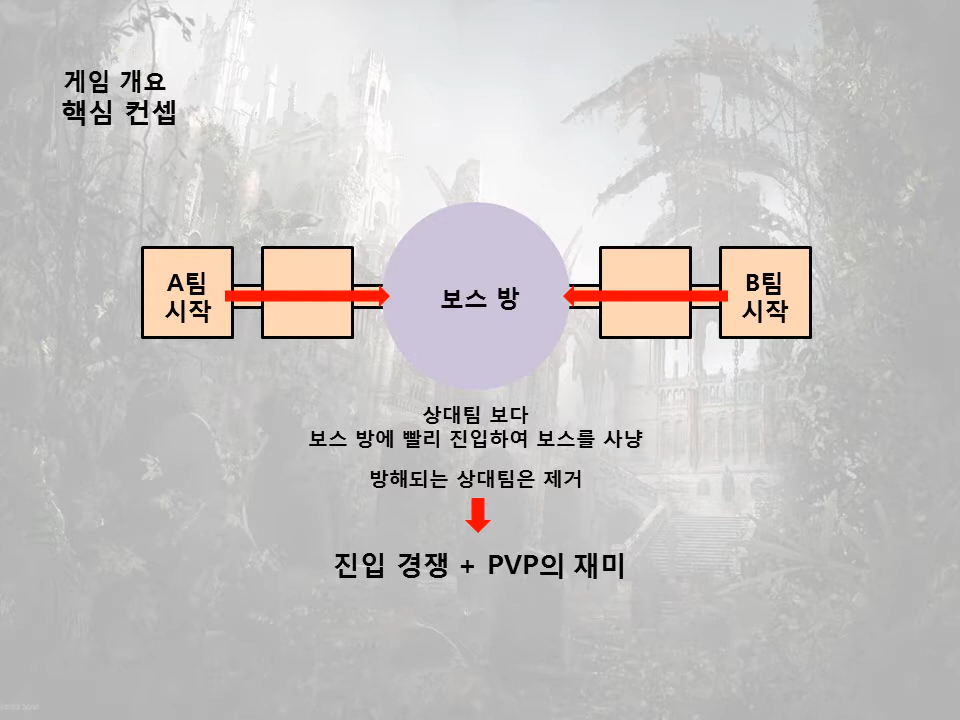 게임 개요
핵심 컨셉
A팀
시작
보스 방
B팀
시작
상대팀 보다
보스 방에 빨리 진입하여 보스를 사냥
방해되는 상대팀은 제거
진입 경쟁 + PVP의 재미